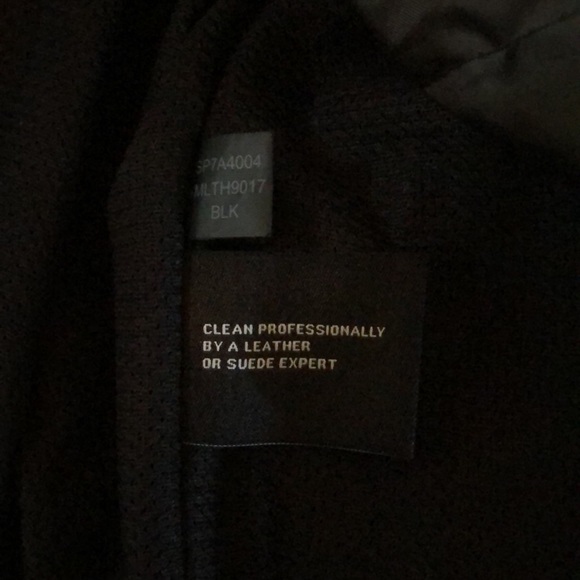 SP7A4004
MLTH9017
BLK
CLEAN PROFESSIONALLY
BY A LEATHER
OR SUEDE EXPERT